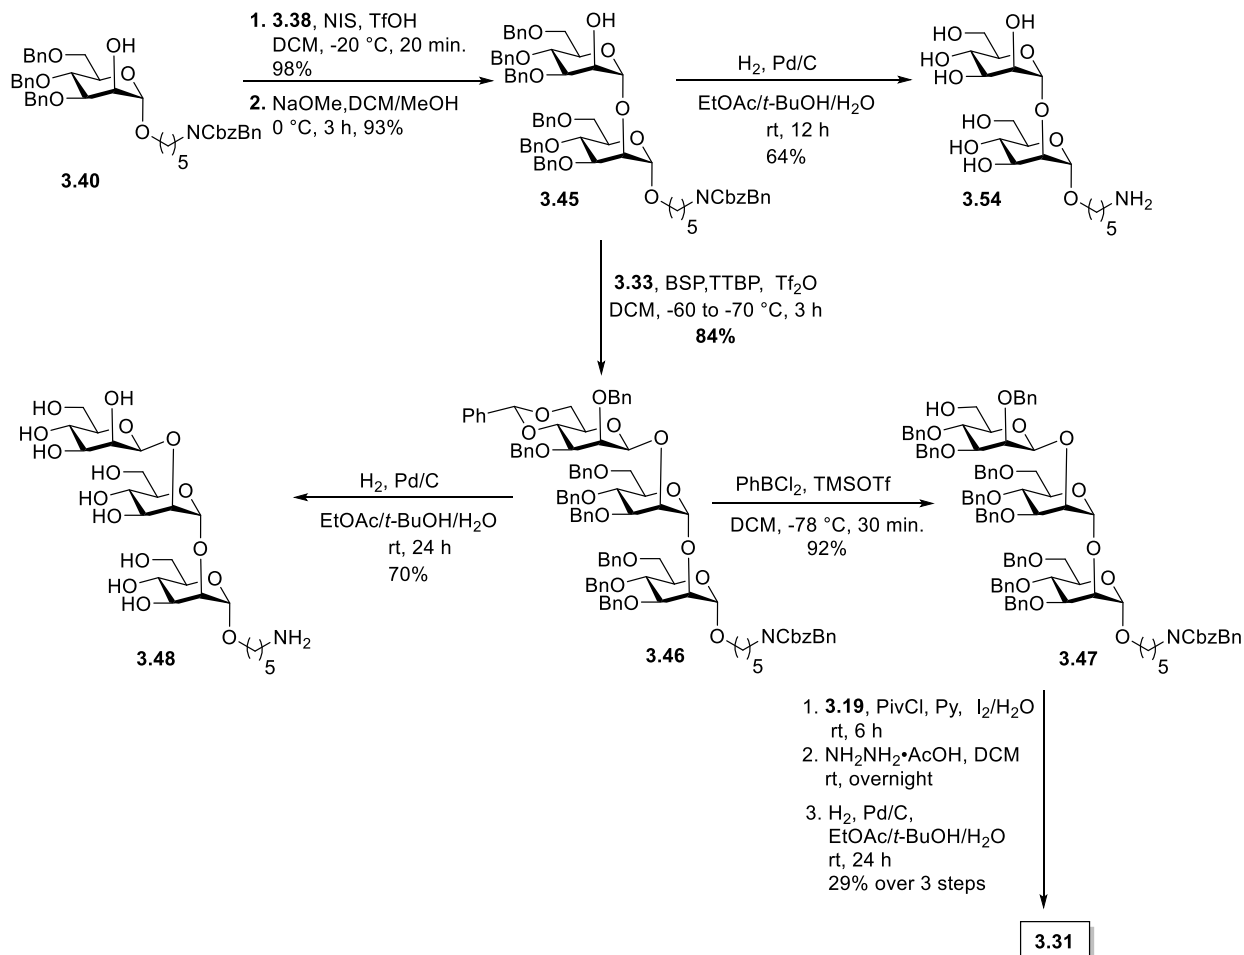 1. 3.38, NIS, TfOH
DCM, -20 °C, 20 min.
98%
2. NaOMe,DCM/MeOH
0 °C, 3 h, 93%
OH
BnO
BnO
BnO
O
O
NCbzBn
5
3.40
OH
BnO
BnO
BnO
O
O
BnO
BnO
BnO
O
O
NCbzBn
5
3.45
H2, Pd/C
EtOAc/t-BuOH/H2O
rt, 12 h
64%
OH
HO
HO
HO
O
O
HO
HO
HO
O
O
NH2
5
3.54
3.33, BSP,TTBP, Tf2O
DCM, -60 to -70 °C, 3 h
84%
HO
OH
HO
HO
O
O
HO
HO
HO
O
O
HO
HO
HO
O
O
NH2
5
3.48
H2, Pd/C
EtOAc/t-BuOH/H2O
rt, 24 h
70%
OBn
Ph
O
O
BnO
O
O
BnO
BnO
BnO
O
O
BnO
BnO
BnO
O
O
NCbzBn
5
3.46
PhBCl2, TMSOTf
DCM, -78 °C, 30 min.
92%
HO
OBn
BnO
BnO
O
O
BnO
BnO
BnO
O
O
BnO
BnO
BnO
O
O
NCbzBn
5
3.47
1. 3.19, PivCl, Py, I2/H2O
rt, 6 h
2. NH2NH2•AcOH, DCM
rt, overnight
3. H2, Pd/C,
EtOAc/t-BuOH/H2O
rt, 24 h
29% over 3 steps
3.31